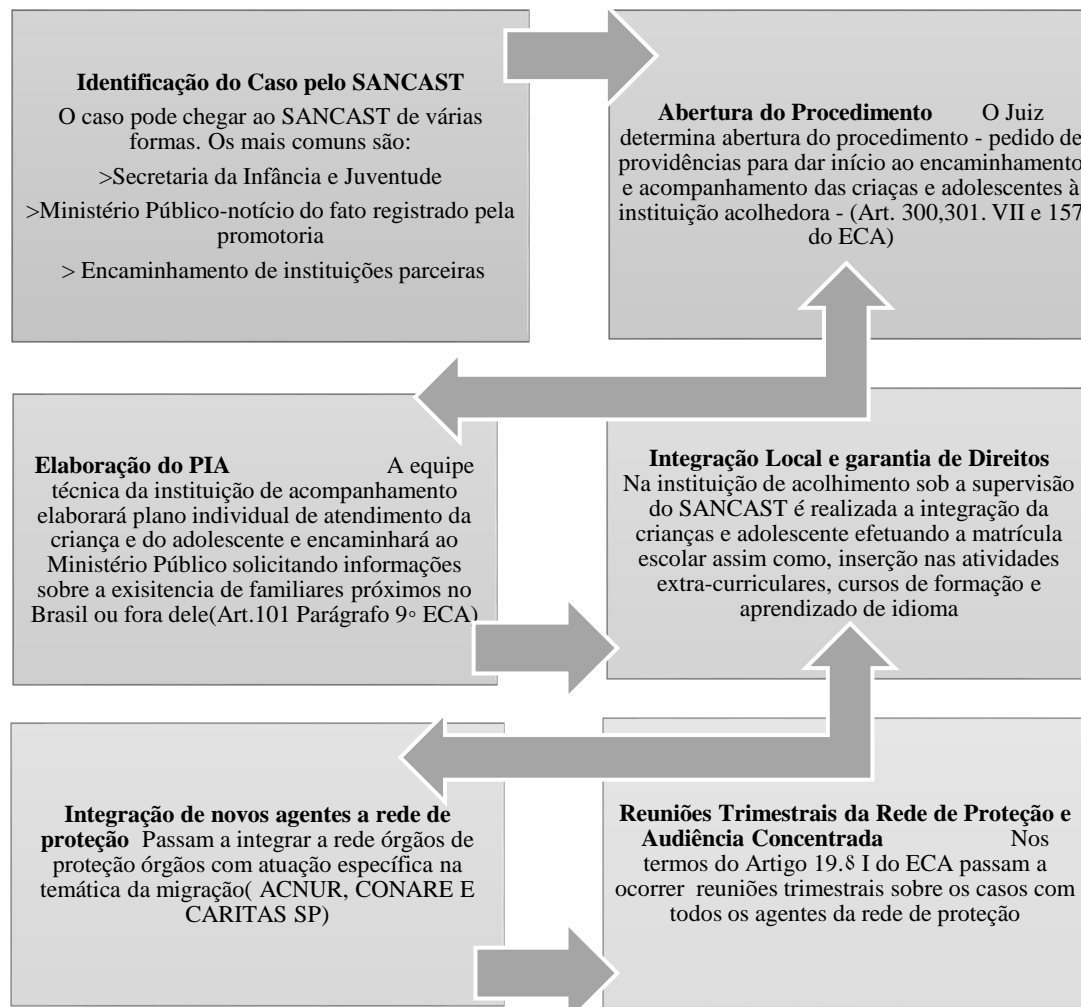 Identificação do Caso pelo SANCAST
O caso pode chegar ao SANCAST de várias
formas. Os mais comuns são:
>Secretaria da Infância e Juventude
>Ministério Público-notício do fato registrado pela
promotoria
> Encaminhamento de instituições parceiras
Abertura do Procedimento O Juiz
determina abertura do procedimento - pedido de
providências para dar início ao encaminhamento
e acompanhamento das criaças e adolescentes à
instituição acolhedora - (Art. 300,301. VII e 157
do ECA)
Elaboração do PIA A equipe
técnica da instituição de acompanhamento
elaborará plano individual de atendimento da
criança e do adolescente e encaminhará ao
Ministério Público solicitando informações
sobre a exisitencia de familiares próximos no
Brasil ou fora dele(Art.101 Parágrafo 9◦ ECA)
Integração Local e garantia de Direitos
Na instituição de acolhimento sob a supervisão
do SANCAST é realizada a integração da
crianças e adolescente efetuando a matrícula
escolar assim como, inserção nas atividades
extra-curriculares, cursos de formação e
aprendizado de idioma
Integração de novos agentes a rede de
proteção Passam a integrar a rede órgãos de
proteção órgãos com atuação específica na
temática da migração( ACNUR, CONARE E
CARITAS SP)
Reuniões Trimestrais da Rede de Proteção e
Audiência Concentrada Nos
termos do Artigo 19.§ I do ECA passam a
ocorrer reuniões trimestrais sobre os casos com
todos os agentes da rede de proteção